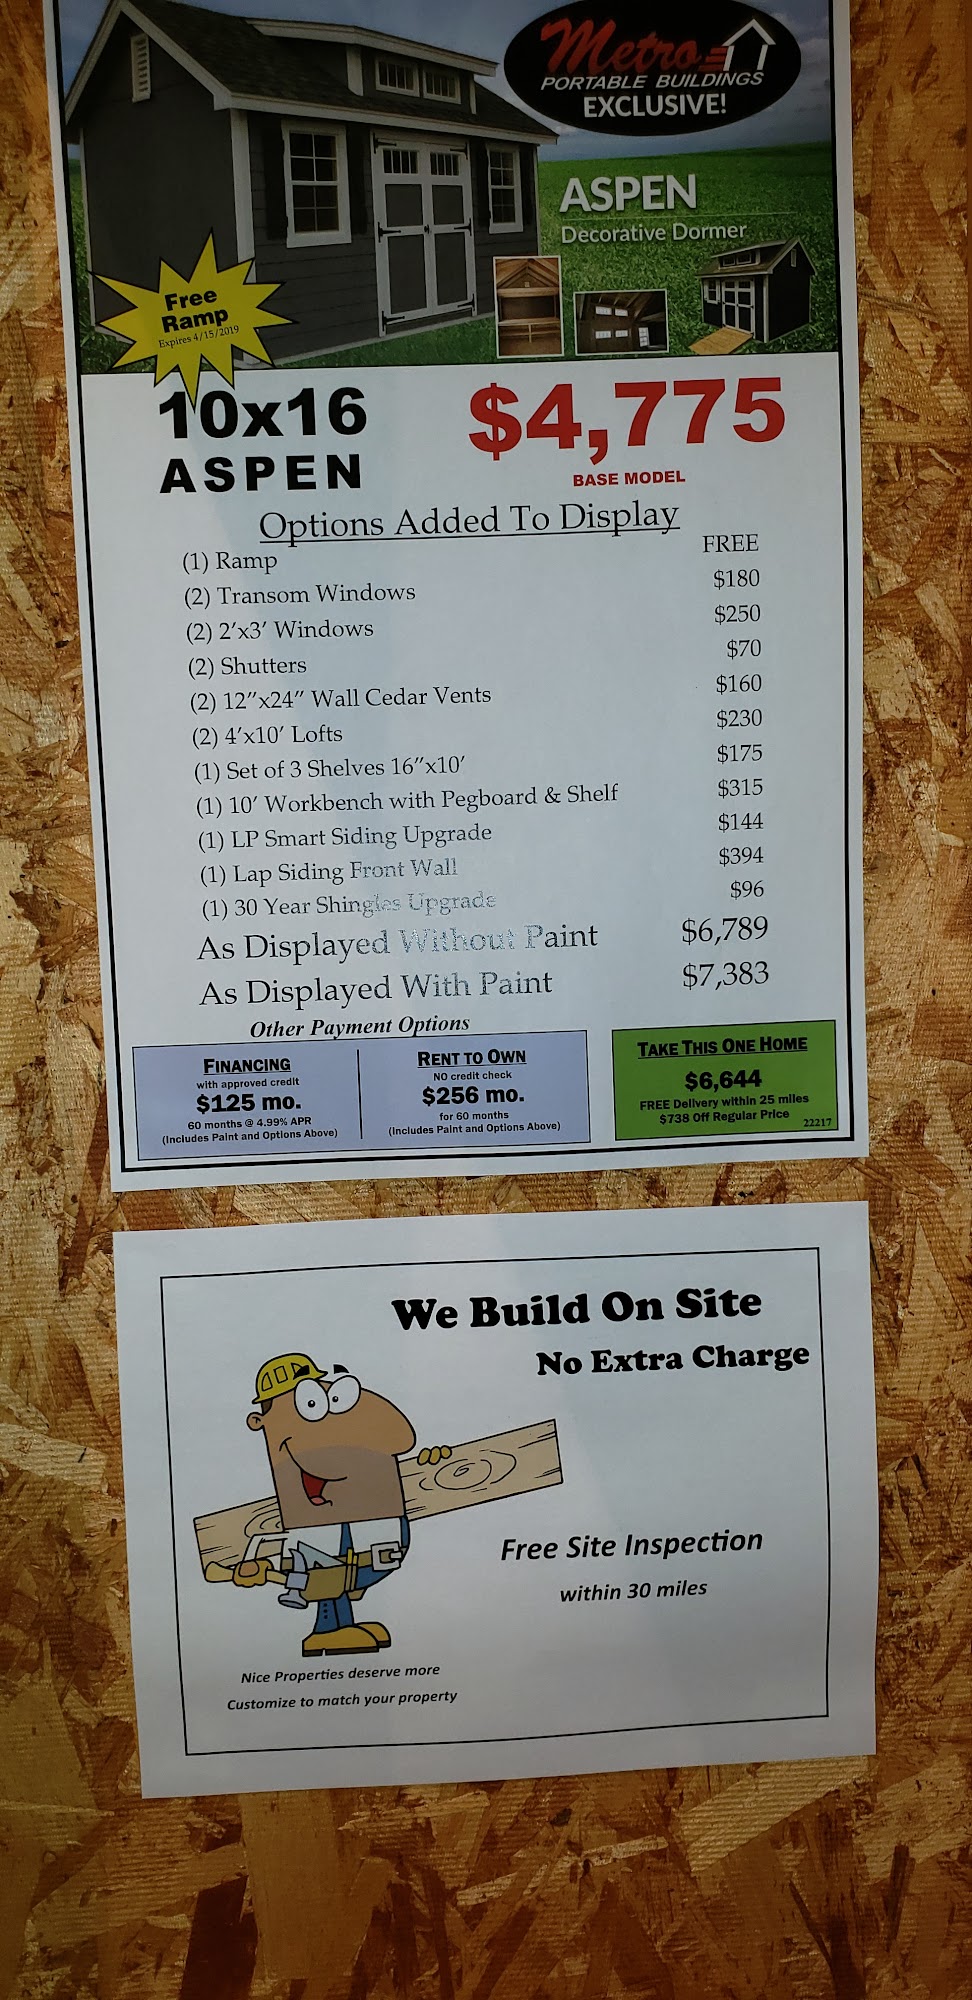 Metro
PORTABLE BUILDINGS
EXCLUSIVE!
ASPEN
Decorative Dormer
Free
Ramp
Expires 4/15/2019
10x16
ASPEN
$4,775
BASE MODEL
Options Added To Display
(1) Ramp FREE
(2) Transom Windows $180
(2) 2'x3' Windows $250
(2) Shutters $70
(2) 12"x24" Wall Cedar Vents $160
(2) 4'x10' Lofts $230
(1) Set of 3 Shelves 16"x10' $175
(1) 10' Workbench with Pegboard & Shelf $315
(1) LP Smart Siding Upgrade $144
(1) Lap Siding Front Wall $394
(1) 30 Year Shingles Upgrade $96
As Displayed Without Paint $6,789
As Displayed With Paint $7,383
Other Payment Options
FINANCING
with approved credit
$125 mo.
60 months @ 4.99% APR
(Includes Paint and Options Above)
RENT TO OWN
NO credit check
$256 mo.
for 60 months
(Includes Paint and Options Above)
TAKE THIS ONE HOME
$6,644
FREE Delivery within 25 miles
$738 Off Regular Price
22217
We Build On Site
No Extra Charge
Free Site Inspection
within 30 miles
Nice Properties deserve more
Customize to match your property